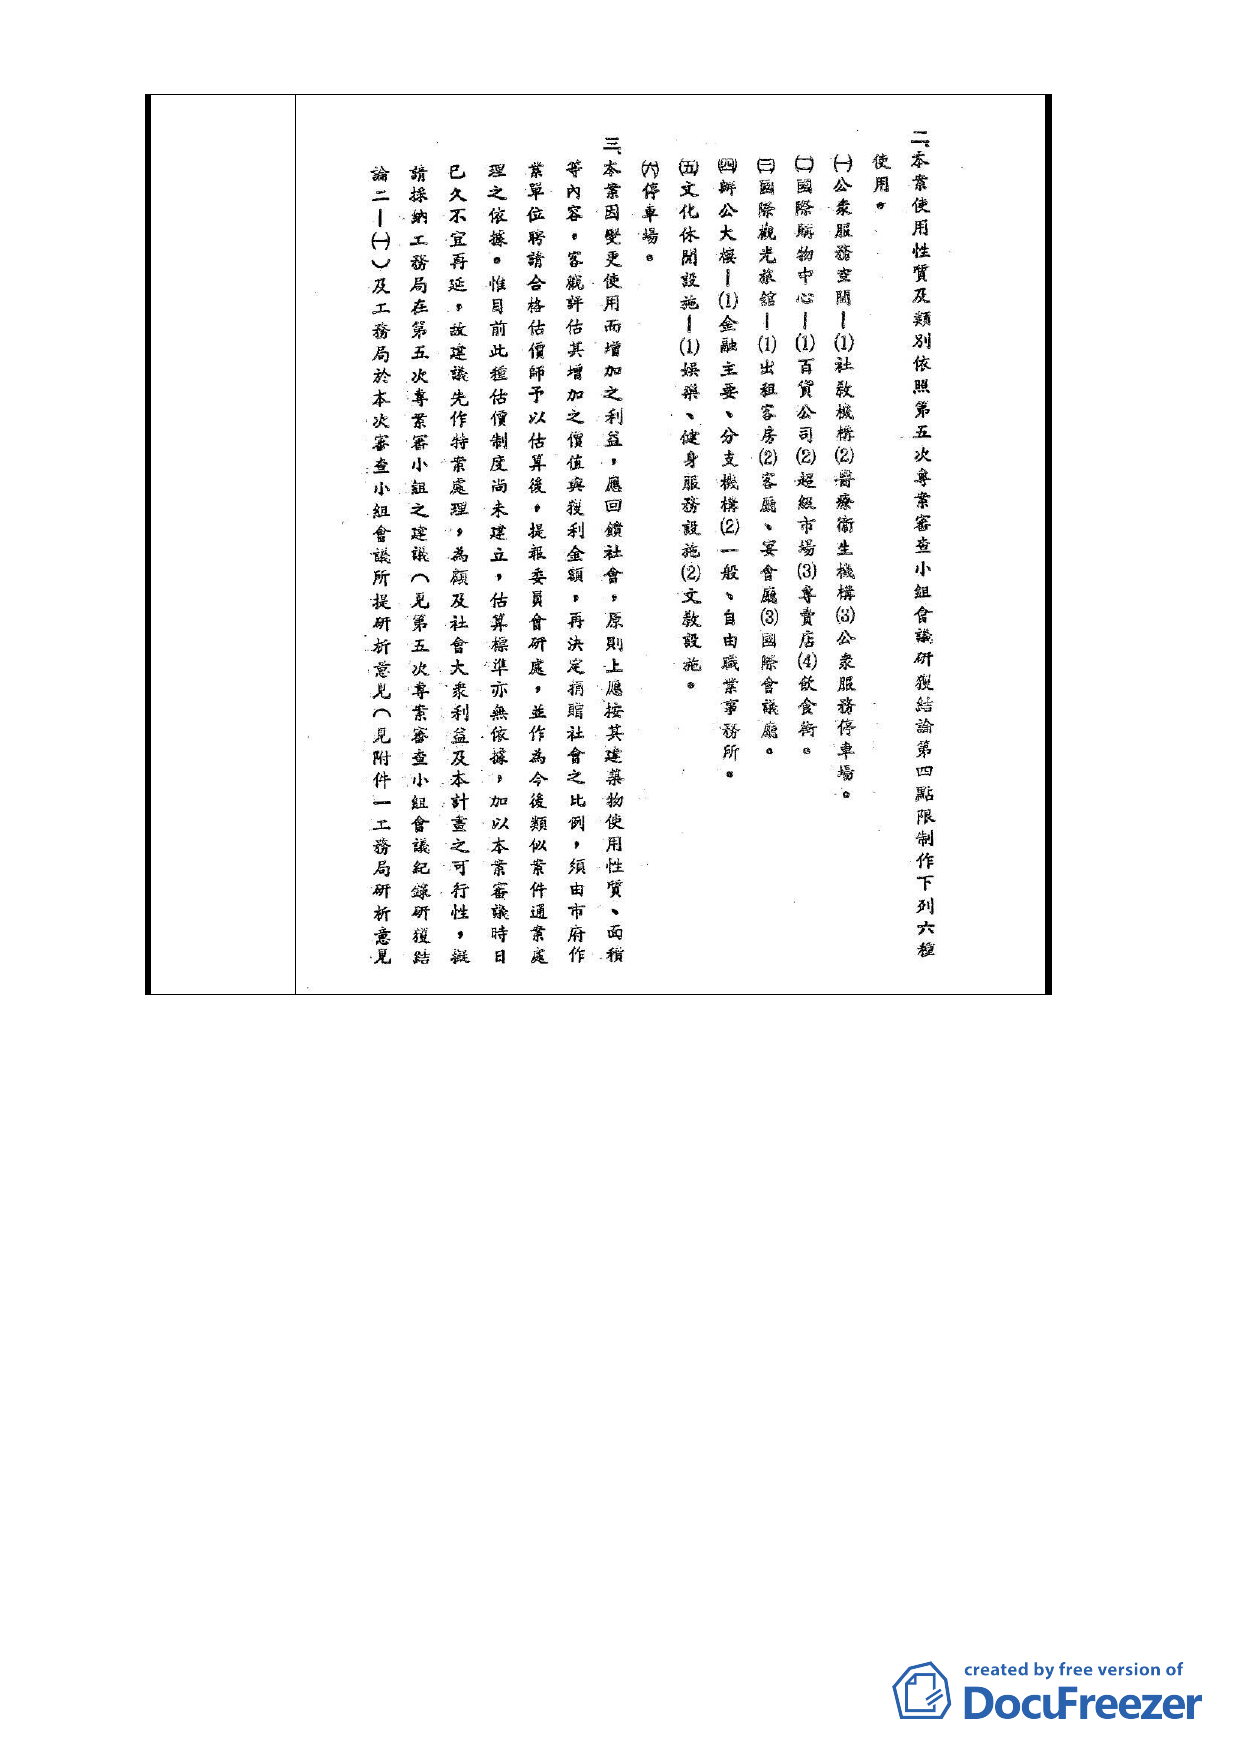 二、本案使用性質及類別依照第五次專案審查小組會議研獲結論第四點限制作下列六種
使用。
㈠公衆服務空間—(1)社教機構(2)醫療衞生機構(3)公衆服務停車場。
㈡國際購物中心—(1)百貨公司(2)超級市場(3)專賣店(4)飲食街。
㈢國際觀光旅館—(1)出租客房(2)客廳、宴會廳(3)國際會議廳。
㈣辦公大樓—(1)金融主要、分支機構(2)一般、自由職業事務所。
㈤文化休閒設施—(1)娛樂、健身服務設施(2)文教設施。
㈥停車場。
三、本案因變更使用而增加之利益，應回饋社會，原則上應按其建築物使用性質、面積
等內容，客觀評估其增加之價值與獲利金額，再決定捐贈社會之比例，須由市府作
業單位聘請合格估價師予以估算後，提報委員會研處，並作為今後類似案件通案處
理之依據。惟目前此種估價制度尚未建立，估算標準亦無依據，加以本案審議時日
已久不宜再延，故建議先作特案處理，為顧及社會大衆利益及本計畫之可行性，擬
請採納工務局在第五次專案審小組之建議（見第五次專案審查小組會議紀錄研獲結
論二—㈠）及工務局於本次審查小組會議所提研析意見（見附件一工務局研析意見
created by free version of
DocuFreezer